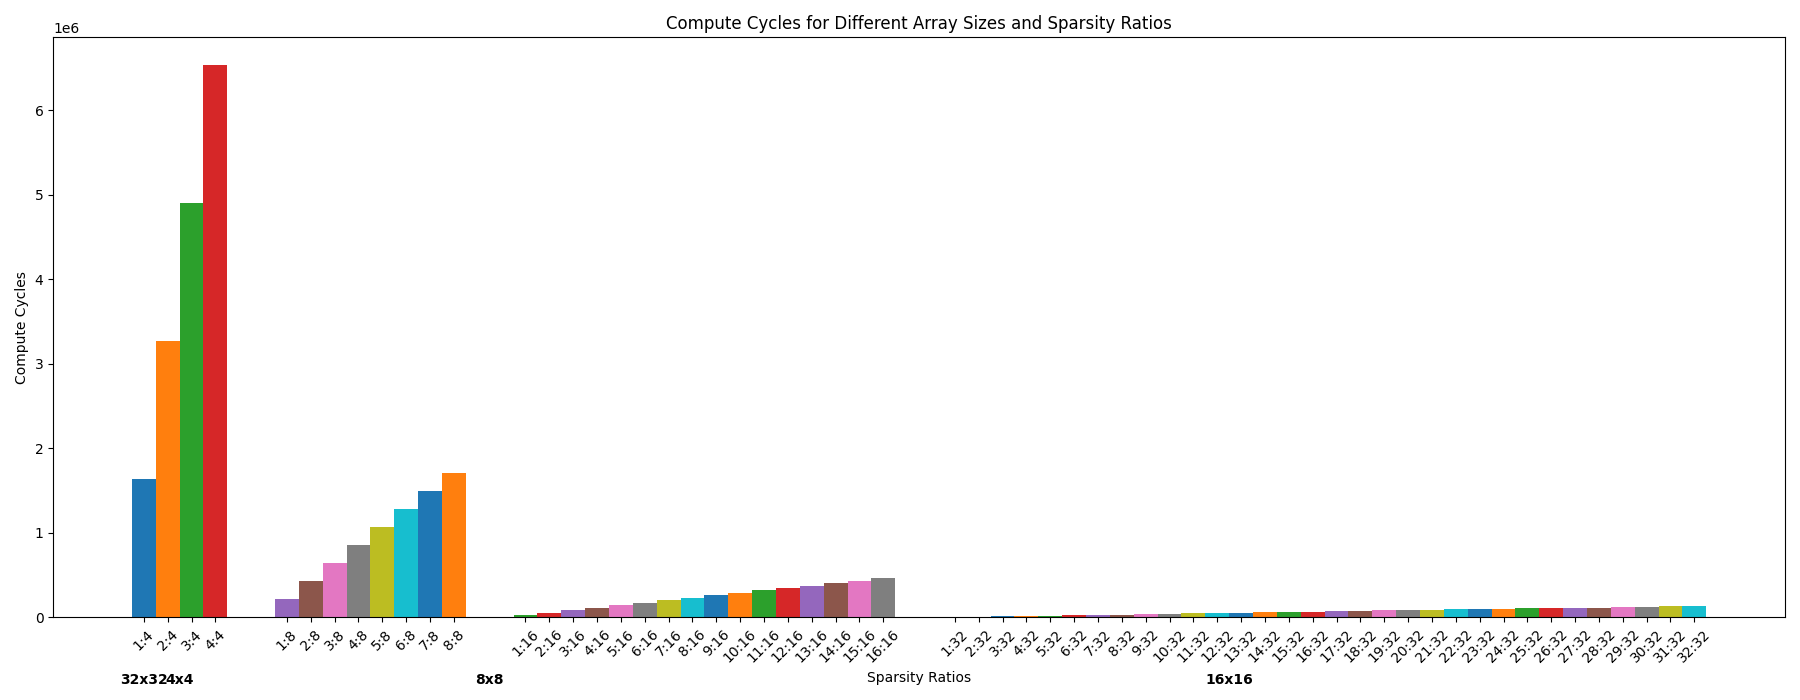 Compute Cycles for Different Array Sizes and Sparsity Ratios
1e6
6
5
4
3
2
1
0
Compute Cycles
1:4 2:4 3:4 4:4 1:8 2:8 3:8 4:8 5:8 6:8 7:8 8:8 1:16 2:16 3:16 4:16 5:16 6:16 7:16 8:16 9:16 10:16 11:16 12:16 13:16 14:16 15:16 16:16 1:32 2:32 3:32 4:32 5:32 6:32 7:32 8:32 9:32 10:32 11:32 12:32 13:32 14:32 15:32 16:32 17:32 18:32 19:32 20:32 21:32 22:32 23:32 24:32 25:32 26:32 27:32 28:32 29:32 30:32 31:32 32:32
32x32 4x4 8x8 Sparsity Ratios 16x16